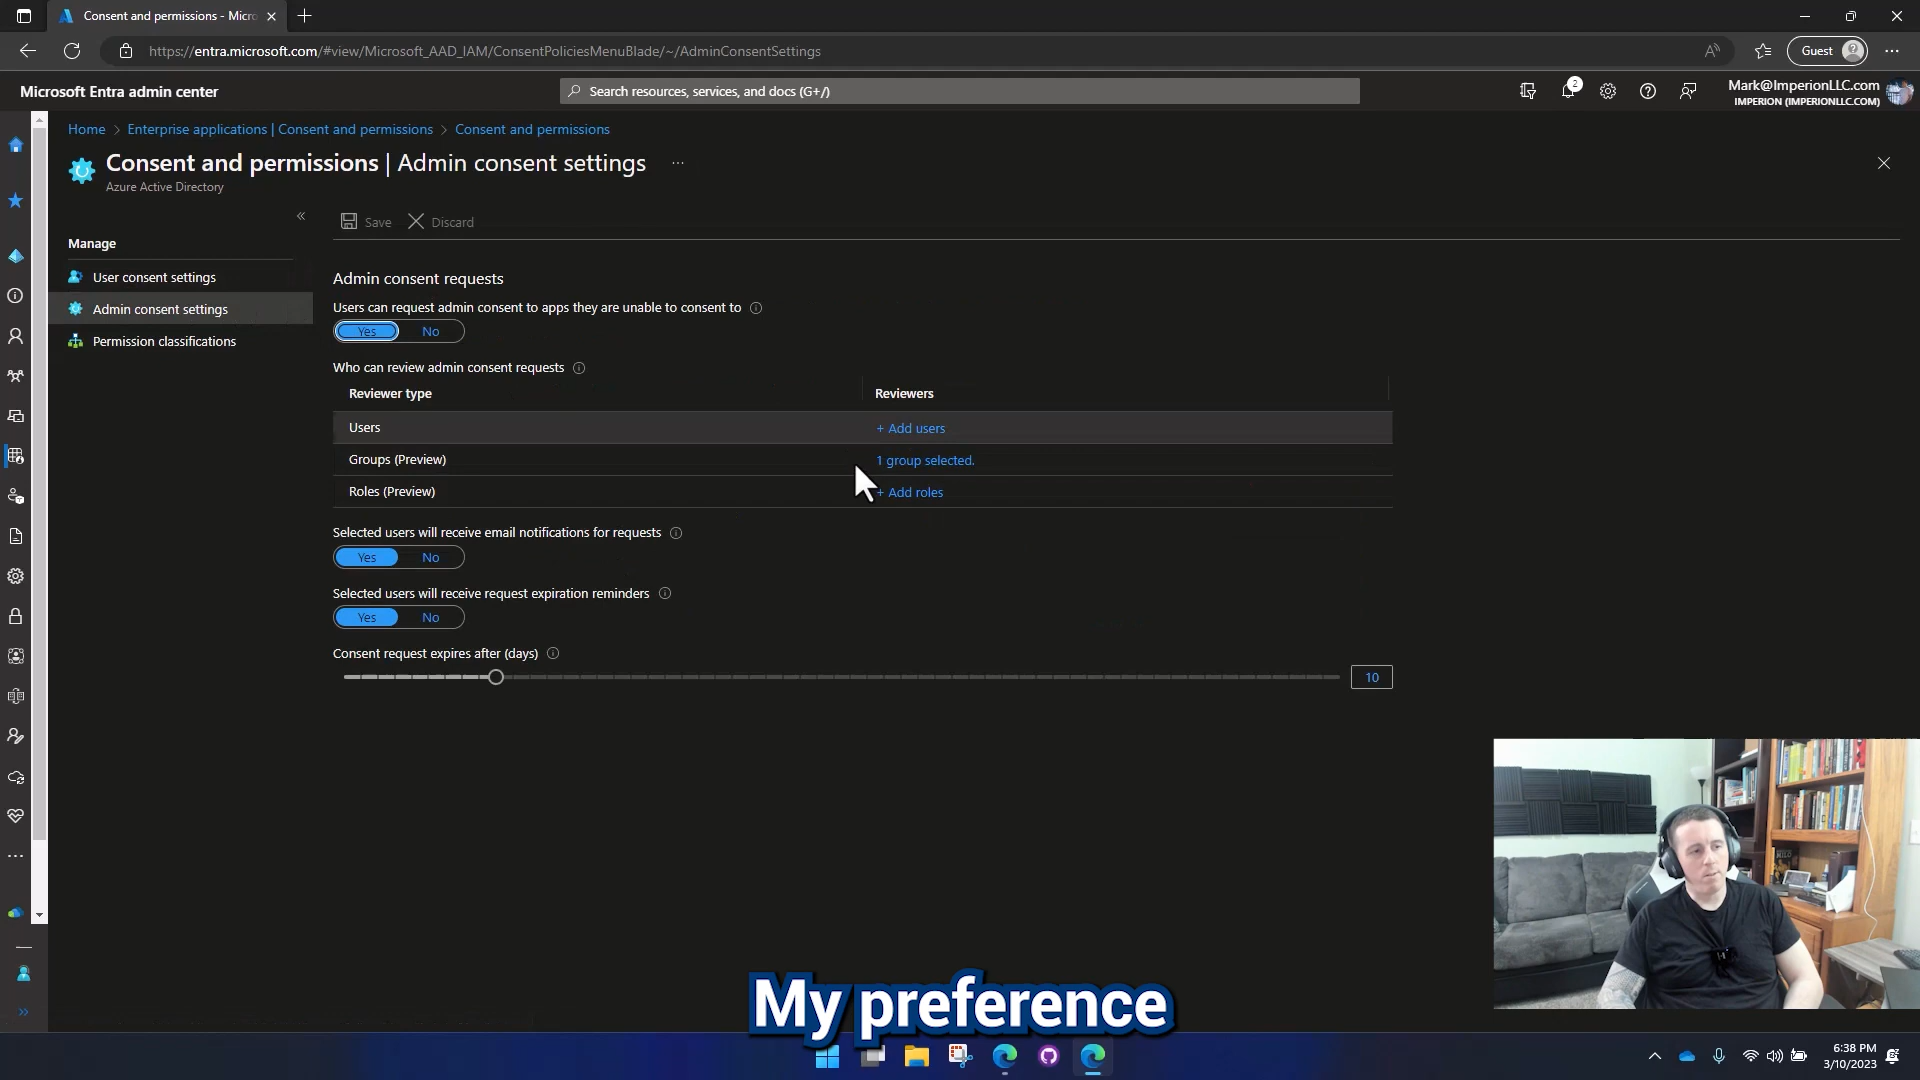 Consent and permissions - Micro
https://entra.microsoft.com/#view/Microsoft_AAD_IAM/ConsentPoliciesMenuBlade/~/AdminConsentSettings
Guest
Microsoft Entra admin center
Search resources, services, and docs (G+/)
2
Mark@ImperionLLC.com
IMPERION (IMPERIONLLC.COM)
Home > Enterprise applications | Consent and permissions > Consent and permissions
Consent and permissions | Admin consent settings
Azure Active Directory
Save
Discard
Manage
User consent settings
Admin consent settings
Permission classifications
Admin consent requests
Users can request admin consent to apps they are unable to consent to
Yes No
Who can review admin consent requests
Reviewer type Reviewers
Users + Add users
Groups (Preview) 1 group selected.
Roles (Preview) + Add roles
Selected users will receive email notifications for requests
Yes No
Selected users will receive request expiration reminders
Yes No
Consent request expires after (days)
10
My preference
6:38 PM
3/10/2023